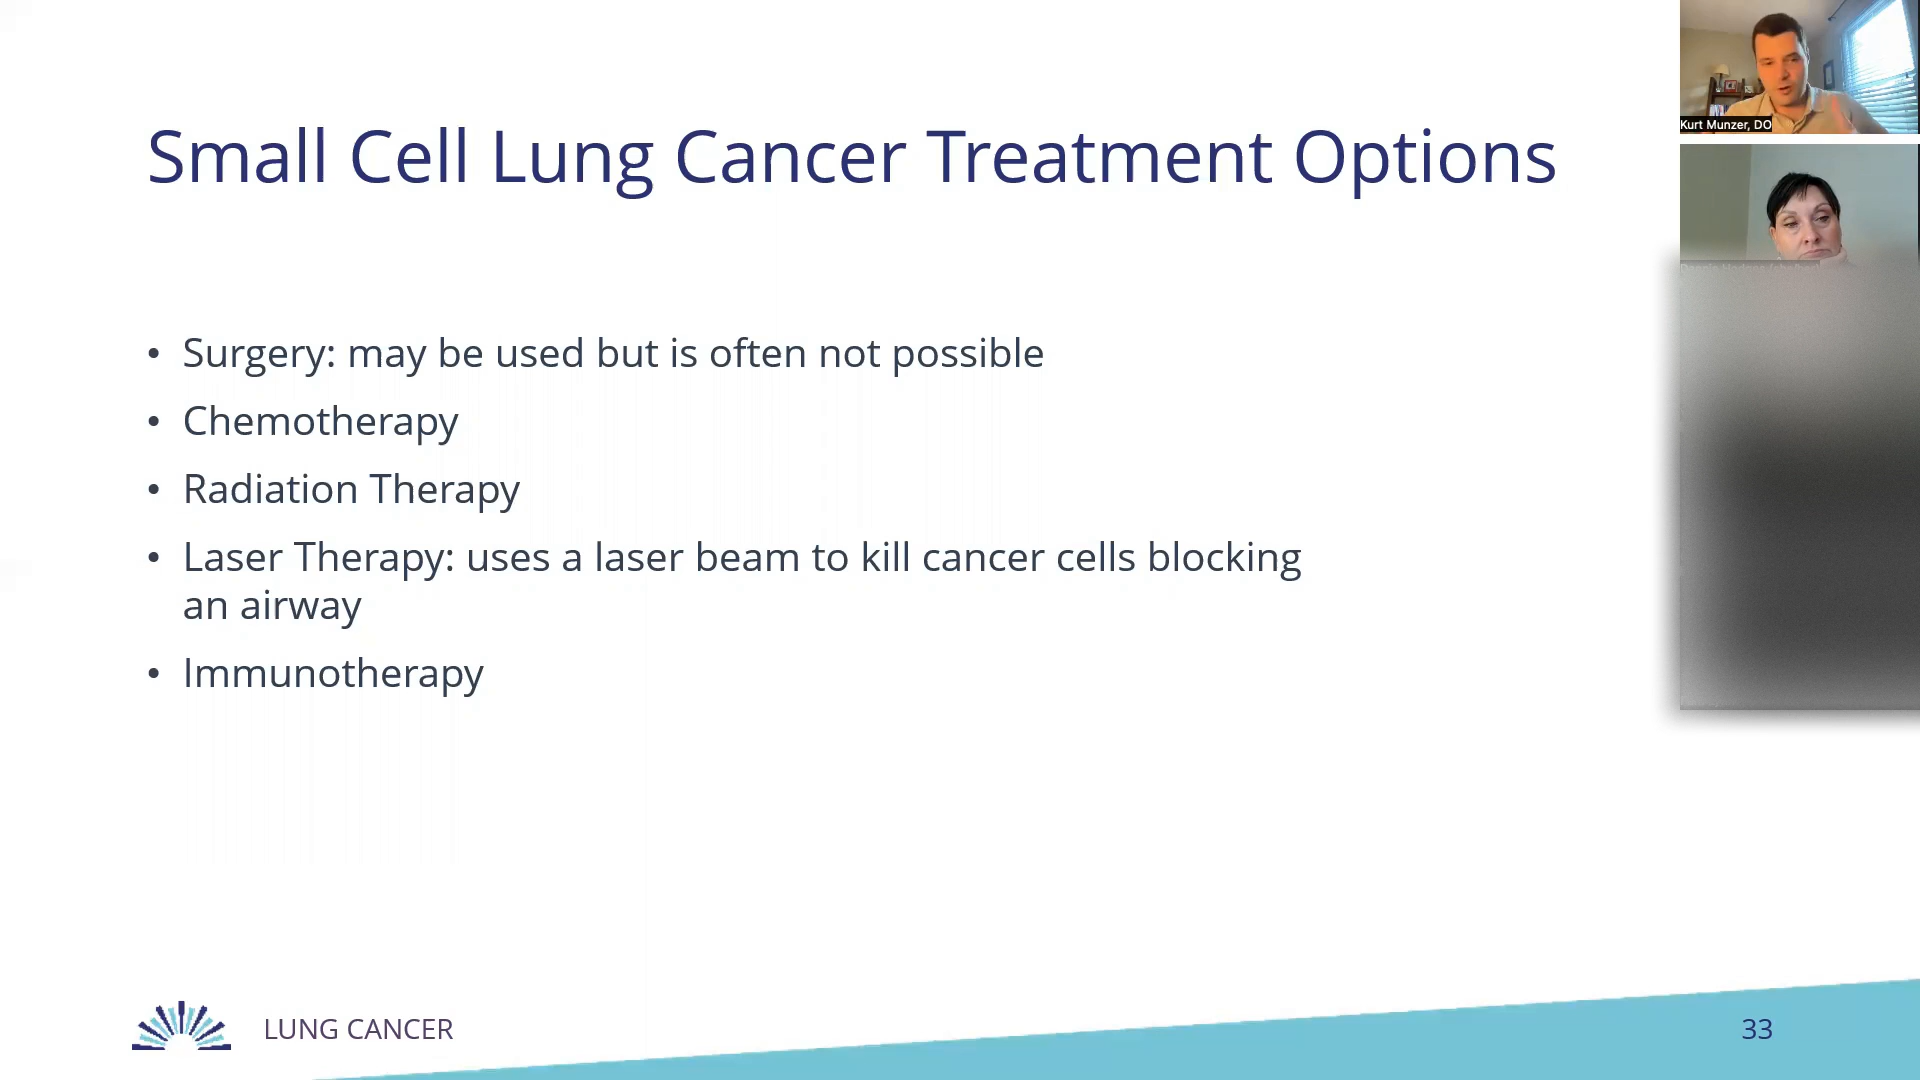 Kurt Munzer, DO
Small Cell Lung Cancer Treatment Options
• Surgery: may be used but is often not possible
• Chemotherapy
• Radiation Therapy
• Laser Therapy: uses a laser beam to kill cancer cells blocking
an airway
• Immunotherapy
LUNG CANCER
33